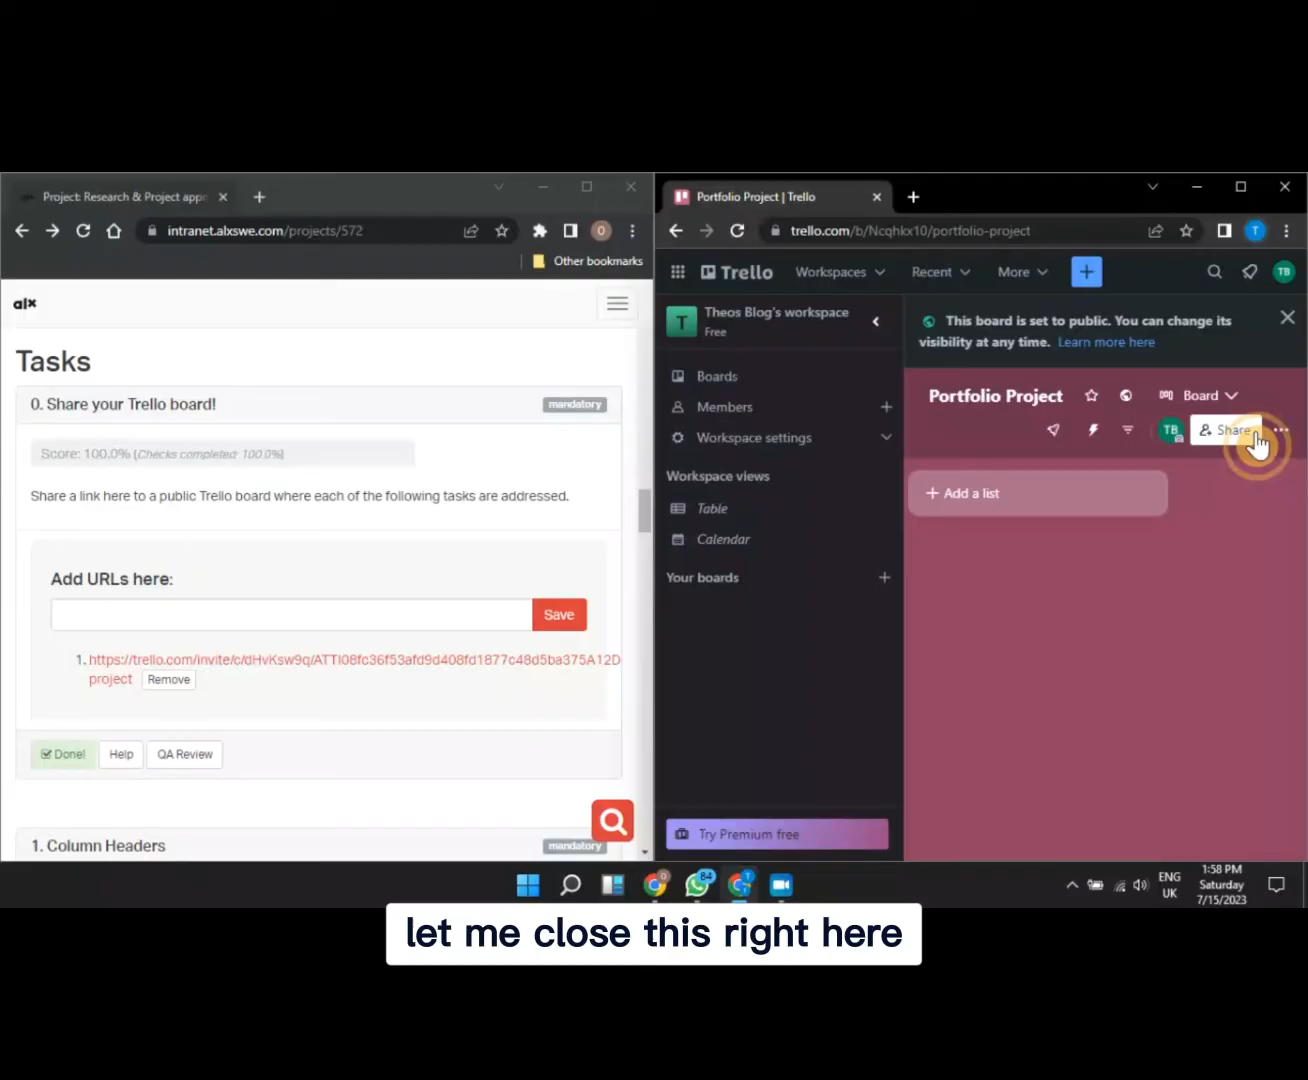 Project: Research & Project appr
intranet.alxswe.com/projects/572
Other bookmarks
alx
Tasks
0. Share your Trello board!
mandatory
Score: 100.0% (Checks completed: 100.0%)
Share a link here to a public Trello board where each of the following tasks are addressed.
Add URLs here:
Save
1. https://trello.com/invite/c/dHvKsw9q/ATTI08fc36f53afd9d408fd1877c48d5ba375A12D
project
Remove
Done!
Help
QA Review
1. Column Headers
mandatory
Portfolio Project | Trello
trello.com/b/Ncqhkx10/portfolio-project
T
Trello
Workspaces
Recent
More
TB
T
Theos Blog's workspace
Free
Boards
Members
Workspace settings
Workspace views
Table
Calendar
Your boards
Try Premium free
This board is set to public. You can change its
visibility at any time. Learn more here
Portfolio Project
Board
TB
Share
Add a list
84
ENG
UK
1:58 PM
Saturday
7/15/2023
let me close this right here